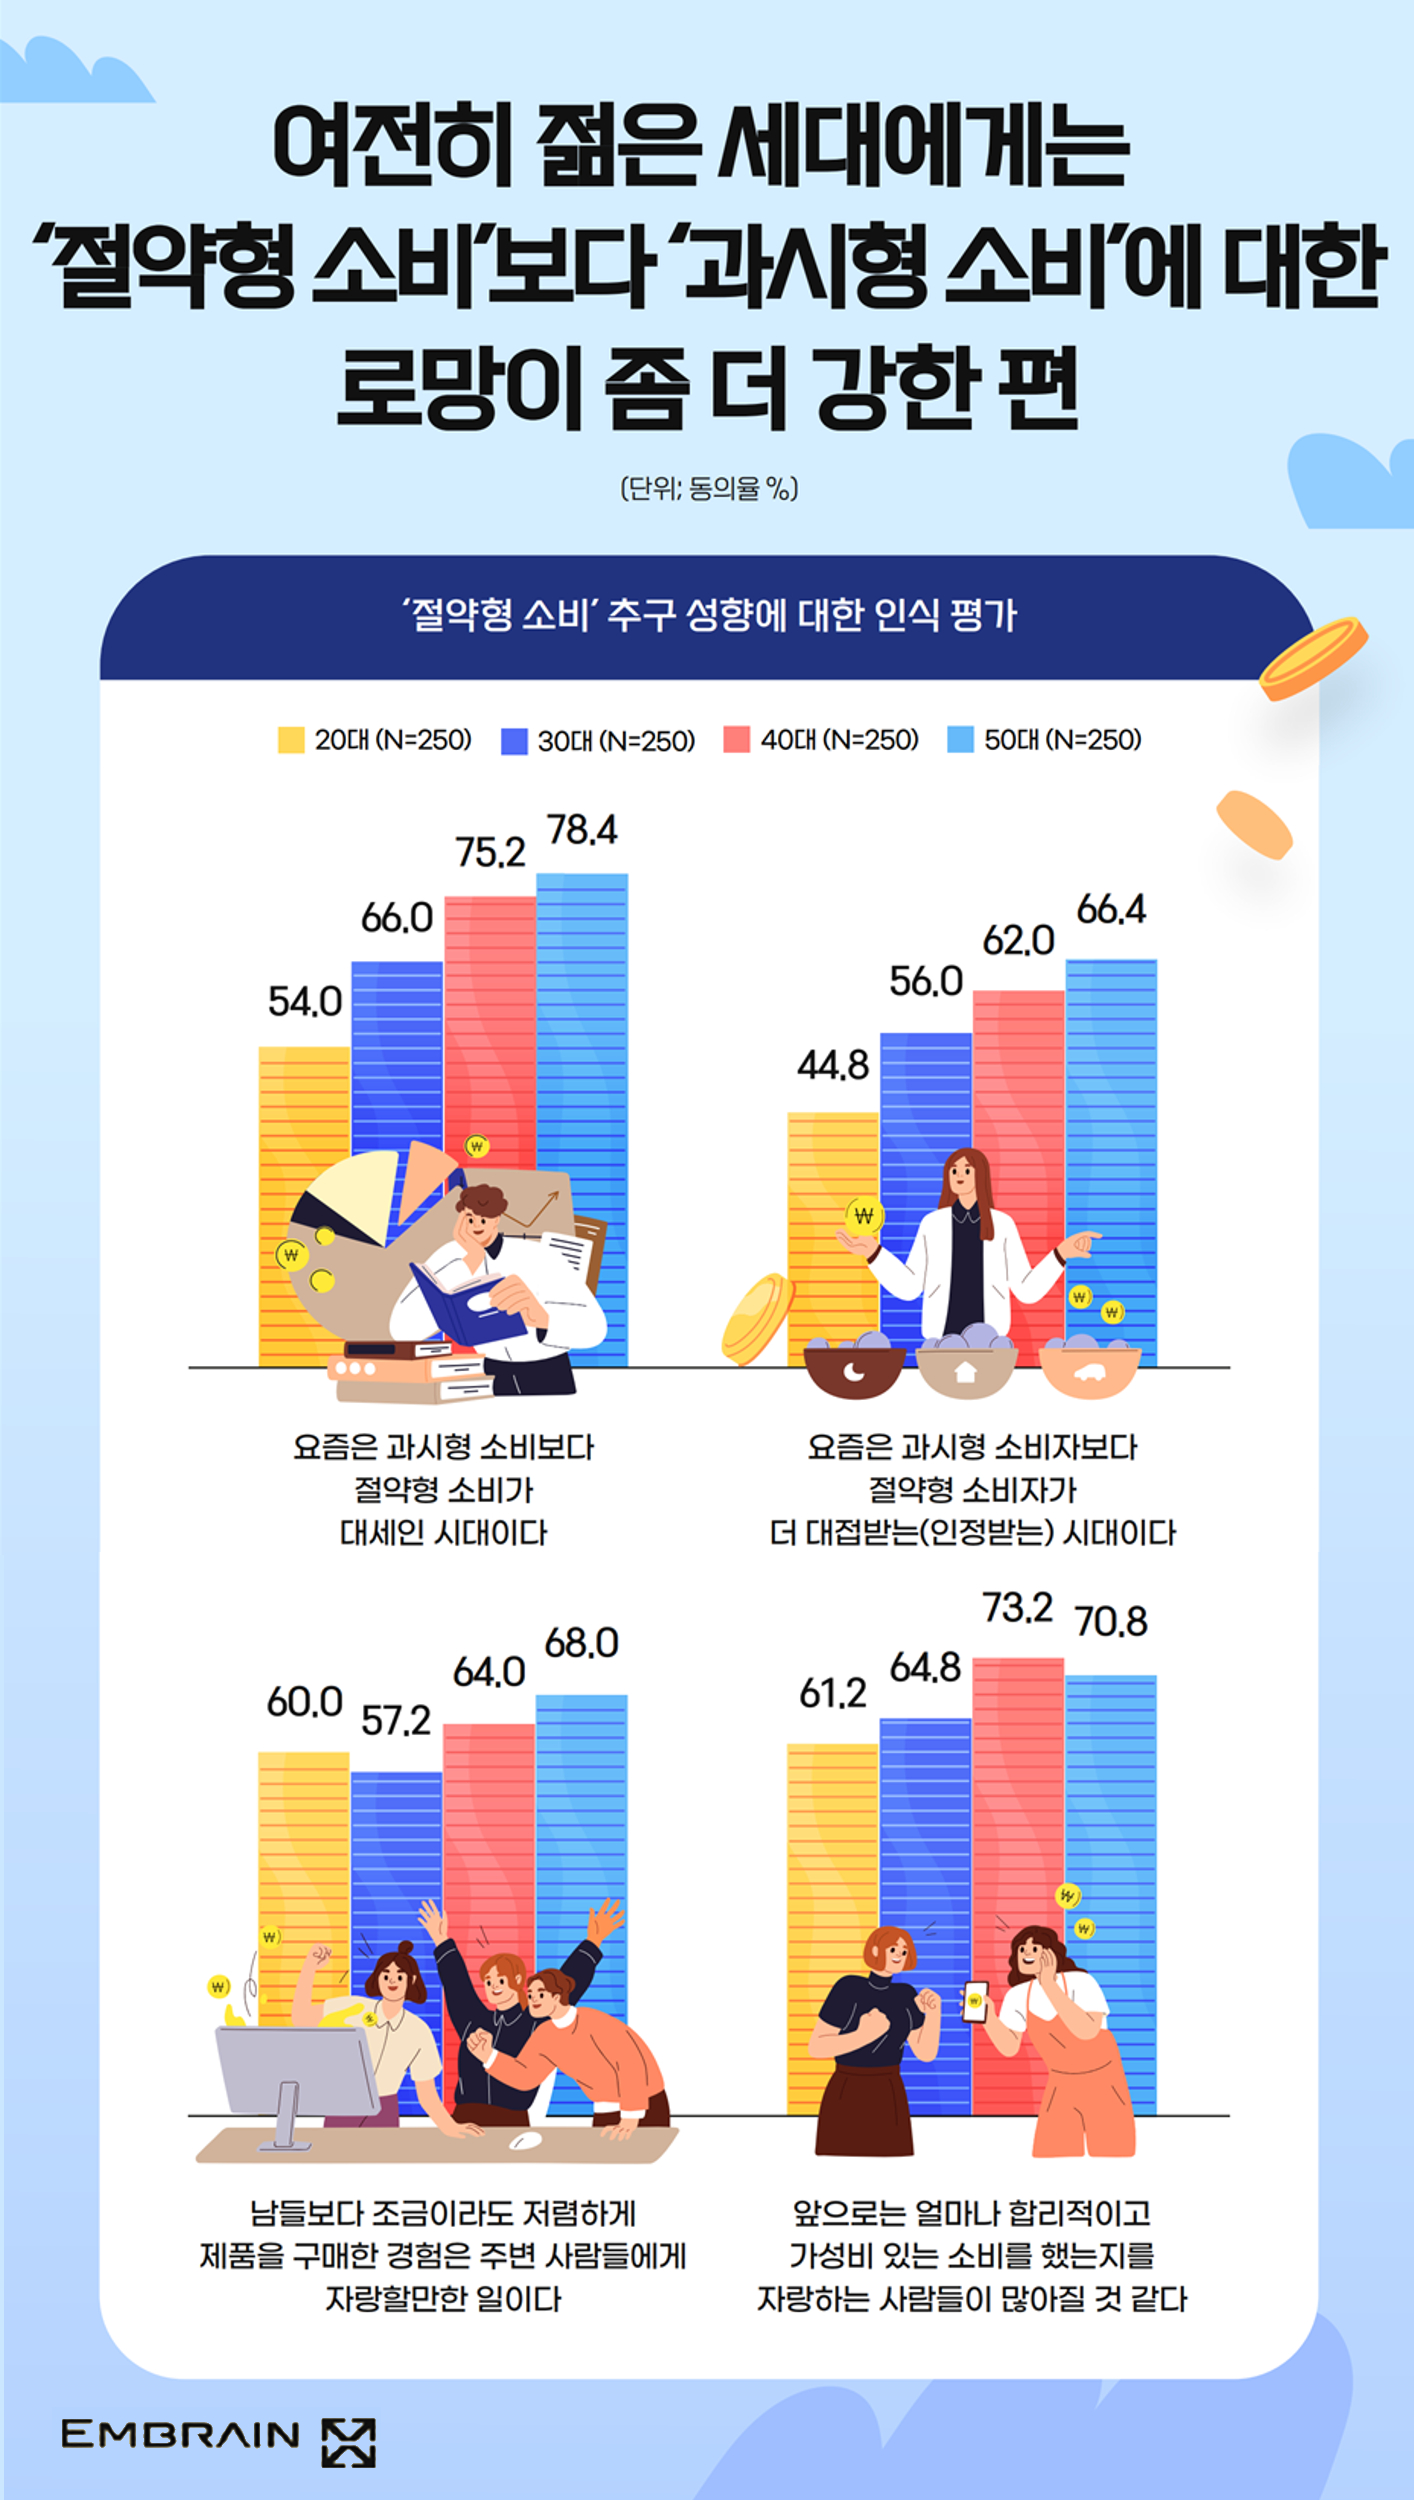 여전히 젊은 세대에게는
‘절약형 소비’보다 ‘과시형 소비’에 대한
로망이 좀 더 강한 편
(단위; 동의율 %)
‘절약형 소비’ 추구 성향에 대한 인식 평가
20대 (N=250) 30대 (N=250) 40대 (N=250) 50대 (N=250)
54.0 66.0 75.2 78.4
요즘은 과시형 소비보다
절약형 소비가
대세인 시대이다
44.8 56.0 62.0 66.4
요즘은 과시형 소비자보다
절약형 소비자가
더 대접받는(인정받는) 시대이다
60.0 57.2 64.0 68.0
남들보다 조금이라도 저렴하게
제품을 구매한 경험은 주변 사람들에게
자랑할만한 일이다
61.2 64.8 73.2 70.8
앞으로는 얼마나 합리적이고
가성비 있는 소비를 했는지를
자랑하는 사람들이 많아질 것 같다
EMBRAIN